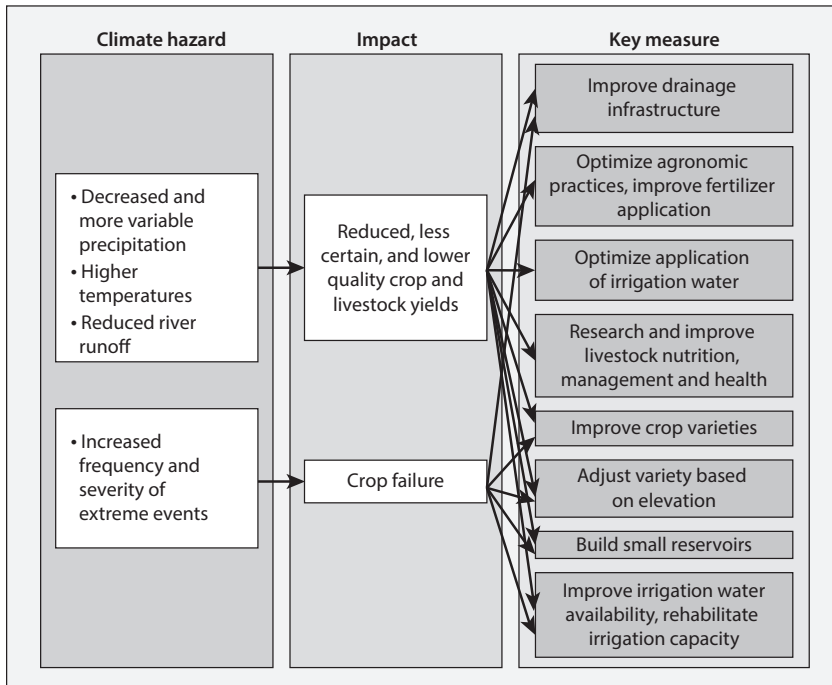 Climate hazard
Impact
Key measure
• Decreased and
more variable
precipitation
• Higher
temperatures
• Reduced river
runoff
• Increased
frequency and
severity of
extreme events
Reduced, less
certain, and lower
quality crop and
livestock yields
Crop failure
Improve drainage
infrastructure
Optimize agronomic
practices, improve fertilizer
application
Optimize application
of irrigation water
Research and improve
livestock nutrition,
management and health
Improve crop varieties
Adjust variety based
on elevation
Build small reservoirs
Improve irrigation water
availability, rehabilitate
irrigation capacity